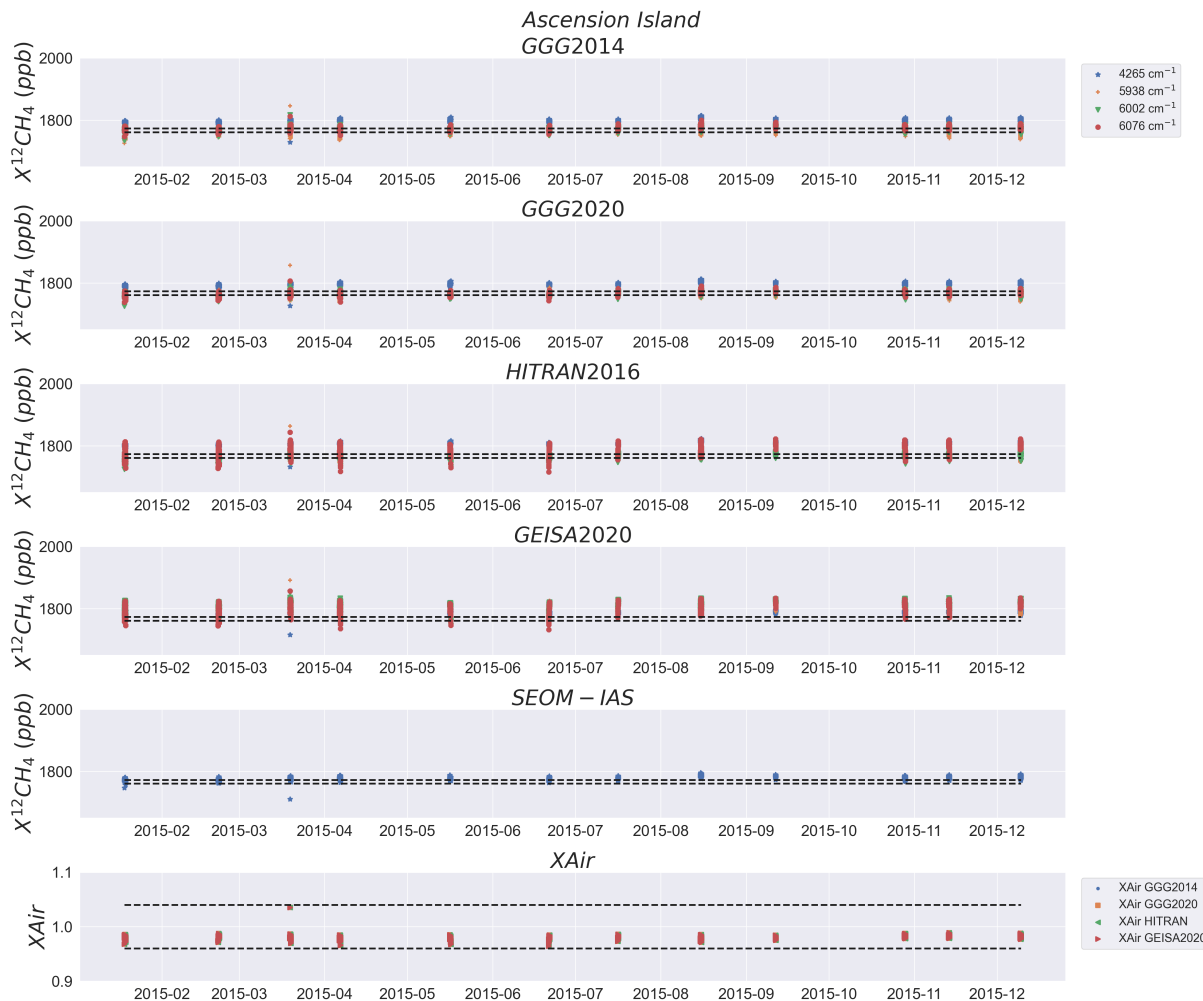 Ascension Island
GGG2014
X¹²CH₄ (ppb)
2000
1800
2015-02 2015-03 2015-04 2015-05 2015-06 2015-07 2015-08 2015-09 2015-10 2015-11 2015-12
4265 cm⁻¹
5938 cm⁻¹
6002 cm⁻¹
6076 cm⁻¹
GGG2020
X¹²CH₄ (ppb)
2000
1800
2015-02 2015-03 2015-04 2015-05 2015-06 2015-07 2015-08 2015-09 2015-10 2015-11 2015-12
HITRAN2016
X¹²CH₄ (ppb)
2000
1800
2015-02 2015-03 2015-04 2015-05 2015-06 2015-07 2015-08 2015-09 2015-10 2015-11 2015-12
GEISA2020
X¹²CH₄ (ppb)
2000
1800
2015-02 2015-03 2015-04 2015-05 2015-06 2015-07 2015-08 2015-09 2015-10 2015-11 2015-12
SEOM − IAS
X¹²CH₄ (ppb)
2000
1800
2015-02 2015-03 2015-04 2015-05 2015-06 2015-07 2015-08 2015-09 2015-10 2015-11 2015-12
XAir
XAir
1.1
1.0
0.9
2015-02 2015-03 2015-04 2015-05 2015-06 2015-07 2015-08 2015-09 2015-10 2015-11 2015-12
XAir GGG2014
XAir GGG2020
XAir HITRAN
XAir GEISA2020